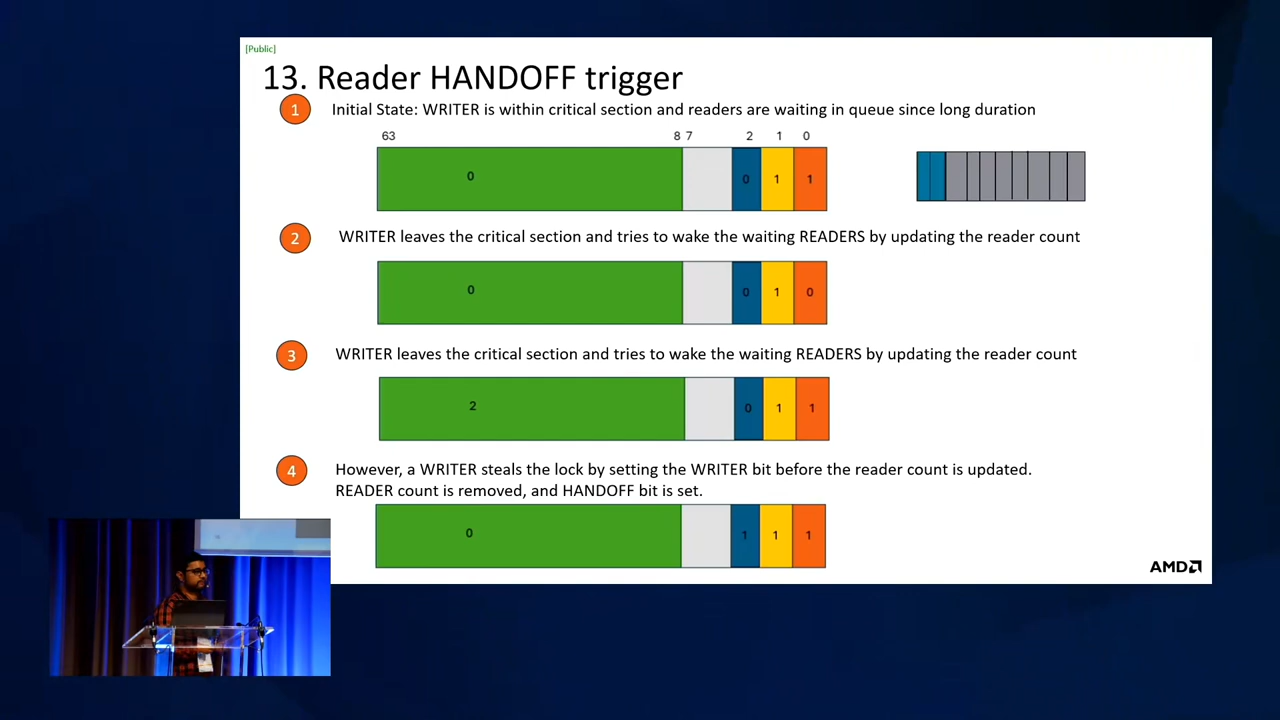 [Public]
13. Reader HANDOFF trigger
1 Initial State: WRITER is within critical section and readers are waiting in queue since long duration
63 8 7 2 1 0
0 0 1 1
2 WRITER leaves the critical section and tries to wake the waiting READERS by updating the reader count
0 0 1 0
3 WRITER leaves the critical section and tries to wake the waiting READERS by updating the reader count
2 0 1 1
4 However, a WRITER steals the lock by setting the WRITER bit before the reader count is updated.
READER count is removed, and HANDOFF bit is set.
0 1 1 1
AMD